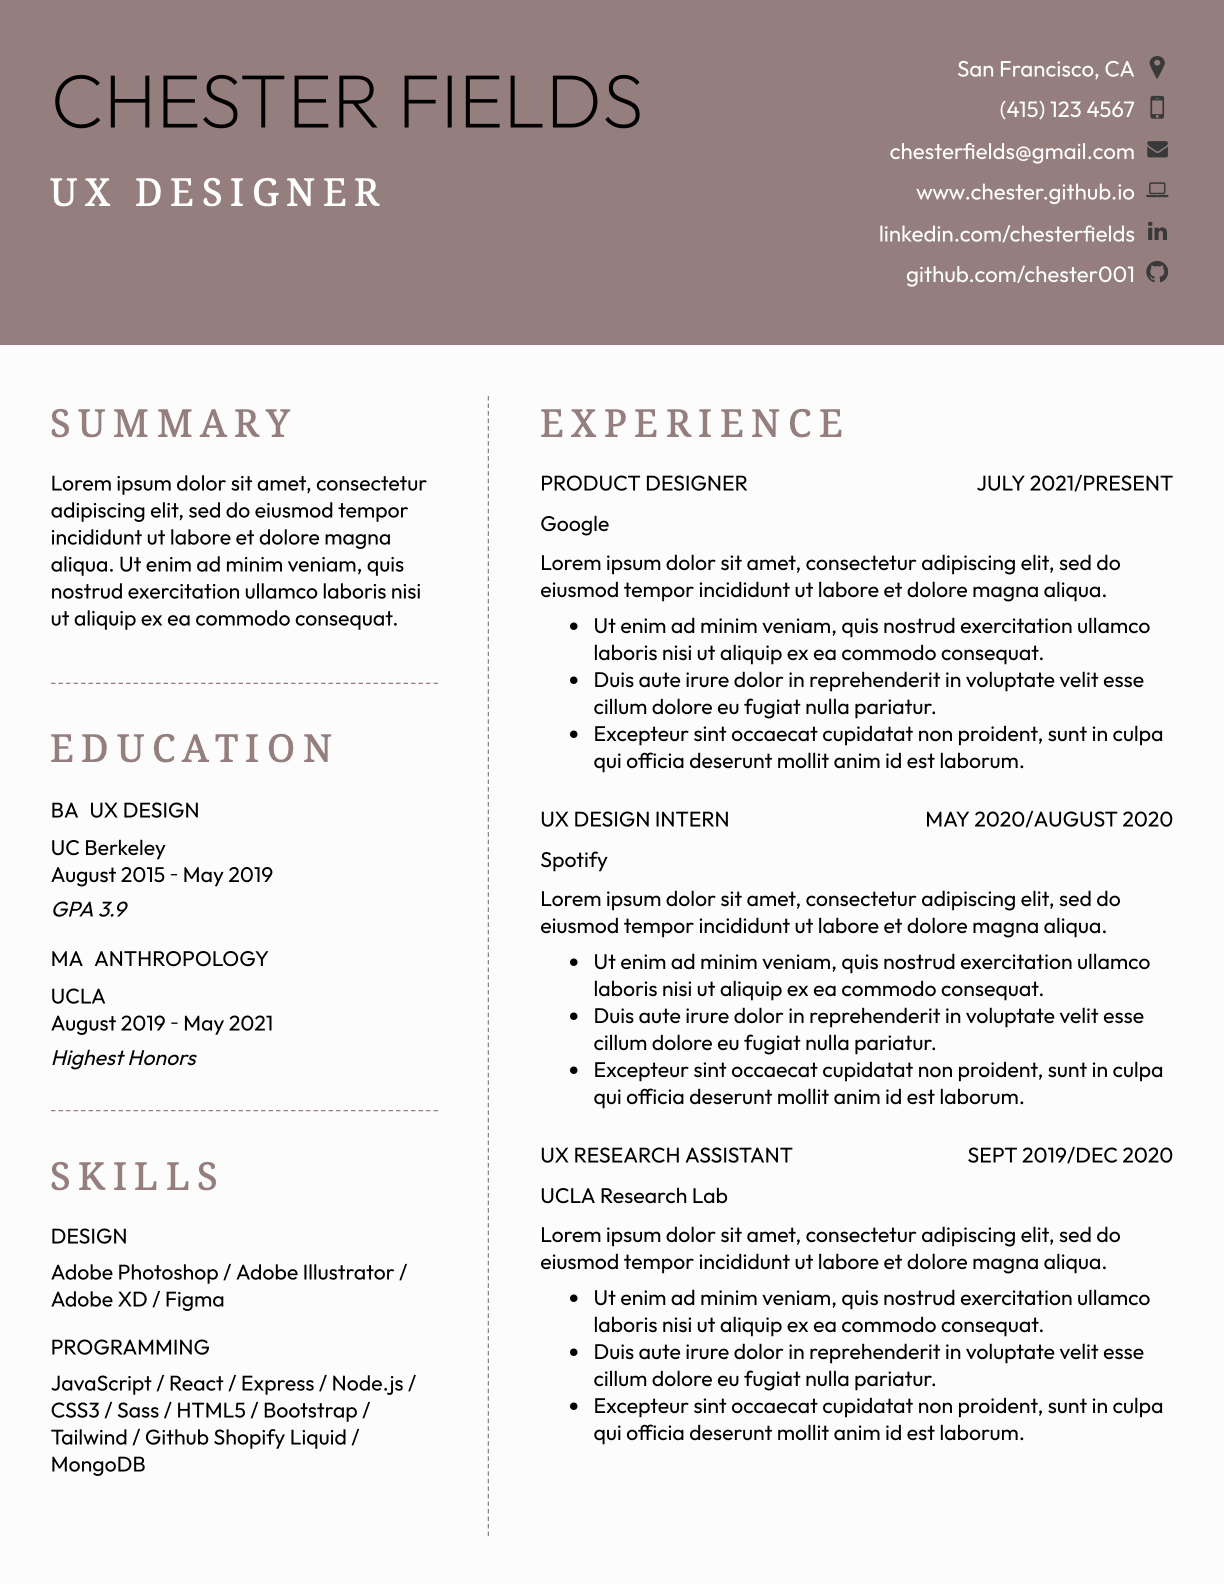 CHESTER FIELDS
UX DESIGNER
San Francisco, CA
(415) 123 4567
chesterfields@gmail.com
www.chester.github.io
linkedin.com/chesterfields
github.com/chester001
SUMMARY
Lorem ipsum dolor sit amet, consectetur
adipiscing elit, sed do eiusmod tempor
incididunt ut labore et dolore magna
aliqua. Ut enim ad minim veniam, quis
nostrud exercitation ullamco laboris nisi
ut aliquip ex ea commodo consequat.
EDUCATION
BA UX DESIGN
UC Berkeley
August 2015 - May 2019
GPA 3.9
MA ANTHROPOLOGY
UCLA
August 2019 - May 2021
Highest Honors
SKILLS
DESIGN
Adobe Photoshop / Adobe Illustrator /
Adobe XD / Figma
PROGRAMMING
JavaScript / React / Express / Node.js /
CSS3 / Sass / HTML5 / Bootstrap /
Tailwind / Github Shopify Liquid /
MongoDB
EXPERIENCE
PRODUCT DESIGNER JULY 2021/PRESENT
Google
Lorem ipsum dolor sit amet, consectetur adipiscing elit, sed do
eiusmod tempor incididunt ut labore et dolore magna aliqua.
• Ut enim ad minim veniam, quis nostrud exercitation ullamco
laboris nisi ut aliquip ex ea commodo consequat.
• Duis aute irure dolor in reprehenderit in voluptate velit esse
cillum dolore eu fugiat nulla pariatur.
• Excepteur sint occaecat cupidatat non proident, sunt in culpa
qui officia deserunt mollit anim id est laborum.
UX DESIGN INTERN MAY 2020/AUGUST 2020
Spotify
Lorem ipsum dolor sit amet, consectetur adipiscing elit, sed do
eiusmod tempor incididunt ut labore et dolore magna aliqua.
• Ut enim ad minim veniam, quis nostrud exercitation ullamco
laboris nisi ut aliquip ex ea commodo consequat.
• Duis aute irure dolor in reprehenderit in voluptate velit esse
cillum dolore eu fugiat nulla pariatur.
• Excepteur sint occaecat cupidatat non proident, sunt in culpa
qui officia deserunt mollit anim id est laborum.
UX RESEARCH ASSISTANT SEPT 2019/DEC 2020
UCLA Research Lab
Lorem ipsum dolor sit amet, consectetur adipiscing elit, sed do
eiusmod tempor incididunt ut labore et dolore magna aliqua.
• Ut enim ad minim veniam, quis nostrud exercitation ullamco
laboris nisi ut aliquip ex ea commodo consequat.
• Duis aute irure dolor in reprehenderit in voluptate velit esse
cillum dolore eu fugiat nulla pariatur.
• Excepteur sint occaecat cupidatat non proident, sunt in culpa
qui officia deserunt mollit anim id est laborum.